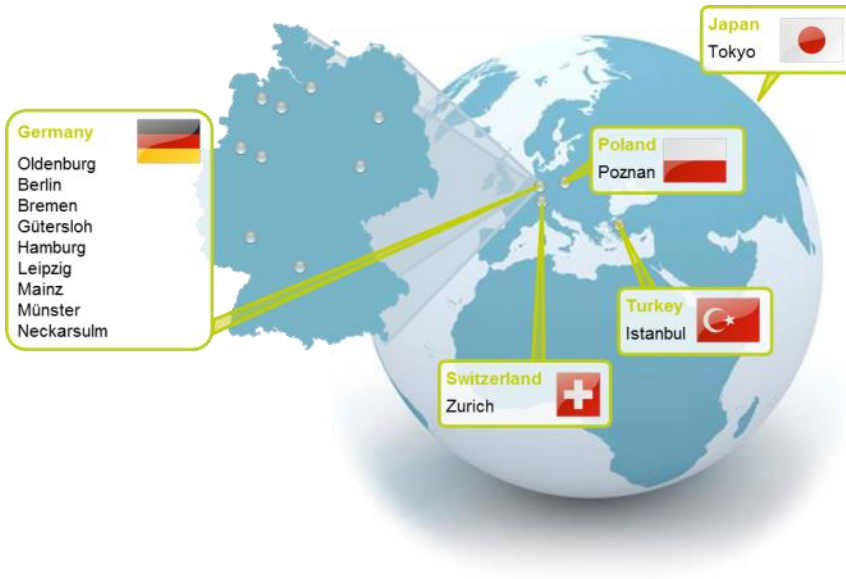 Japan
Tokyo
Germany
Oldenburg
Berlin
Bremen
Gütersloh
Hamburg
Leipzig
Mainz
Münster
Neckarsulm
Poland
Poznan
Turkey
Istanbul
Switzerland
Zurich